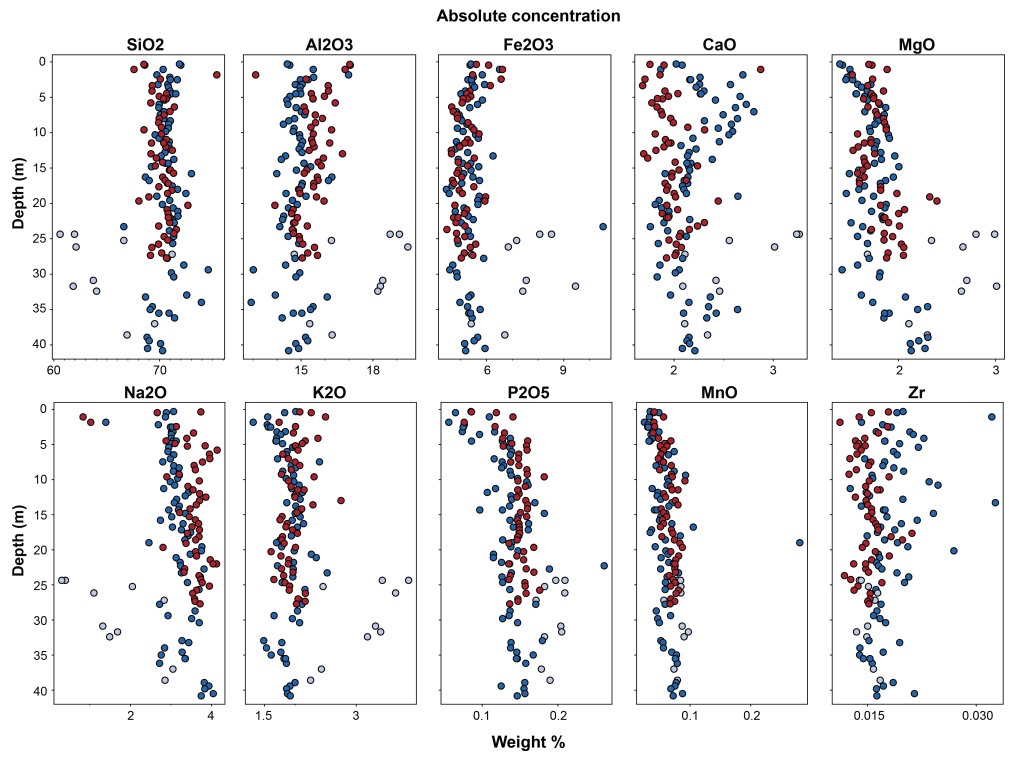 Absolute concentration
SiO2 Al2O3 Fe2O3 CaO MgO
0
5
10
15
20
25
30
35
40
Depth (m)
60 70 15 18 6 9 2 3 2 3
Na2O K2O P2O5 MnO Zr
0
5
10
15
20
25
30
35
40
Depth (m)
2 4 1.5 3 0.1 0.2 0.1 0.2 0.015 0.030
Weight %